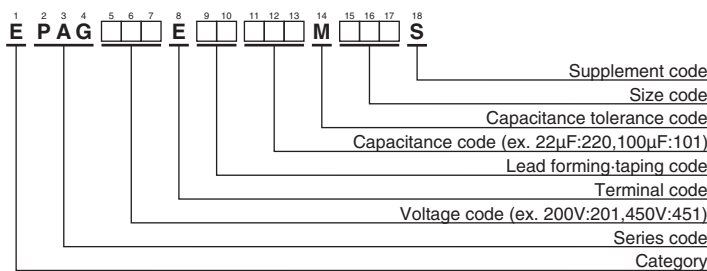 1 2 3 4 5 6 7 8 9 10 11 12 13 14 15 16 17 18
E PAG E M S
Supplement code
Size code
Capacitance tolerance code
Capacitance code (ex. 22μF:220,100μF:101)
Lead forming·taping code
Terminal code
Voltage code (ex. 200V:201,450V:451)
Series code
Category